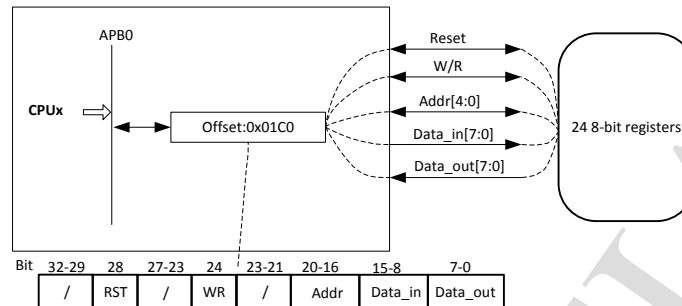 APB0
CPUx
Offset:0x01C0
Reset
W/R
Addr[4:0]
Data_in[7:0]
Data_out[7:0]
24 8-bit registers
Bit 32-29 28 27-23 24 23-21 20-16 15-8 7-0
/ RST / WR / Addr Data_in Data_out